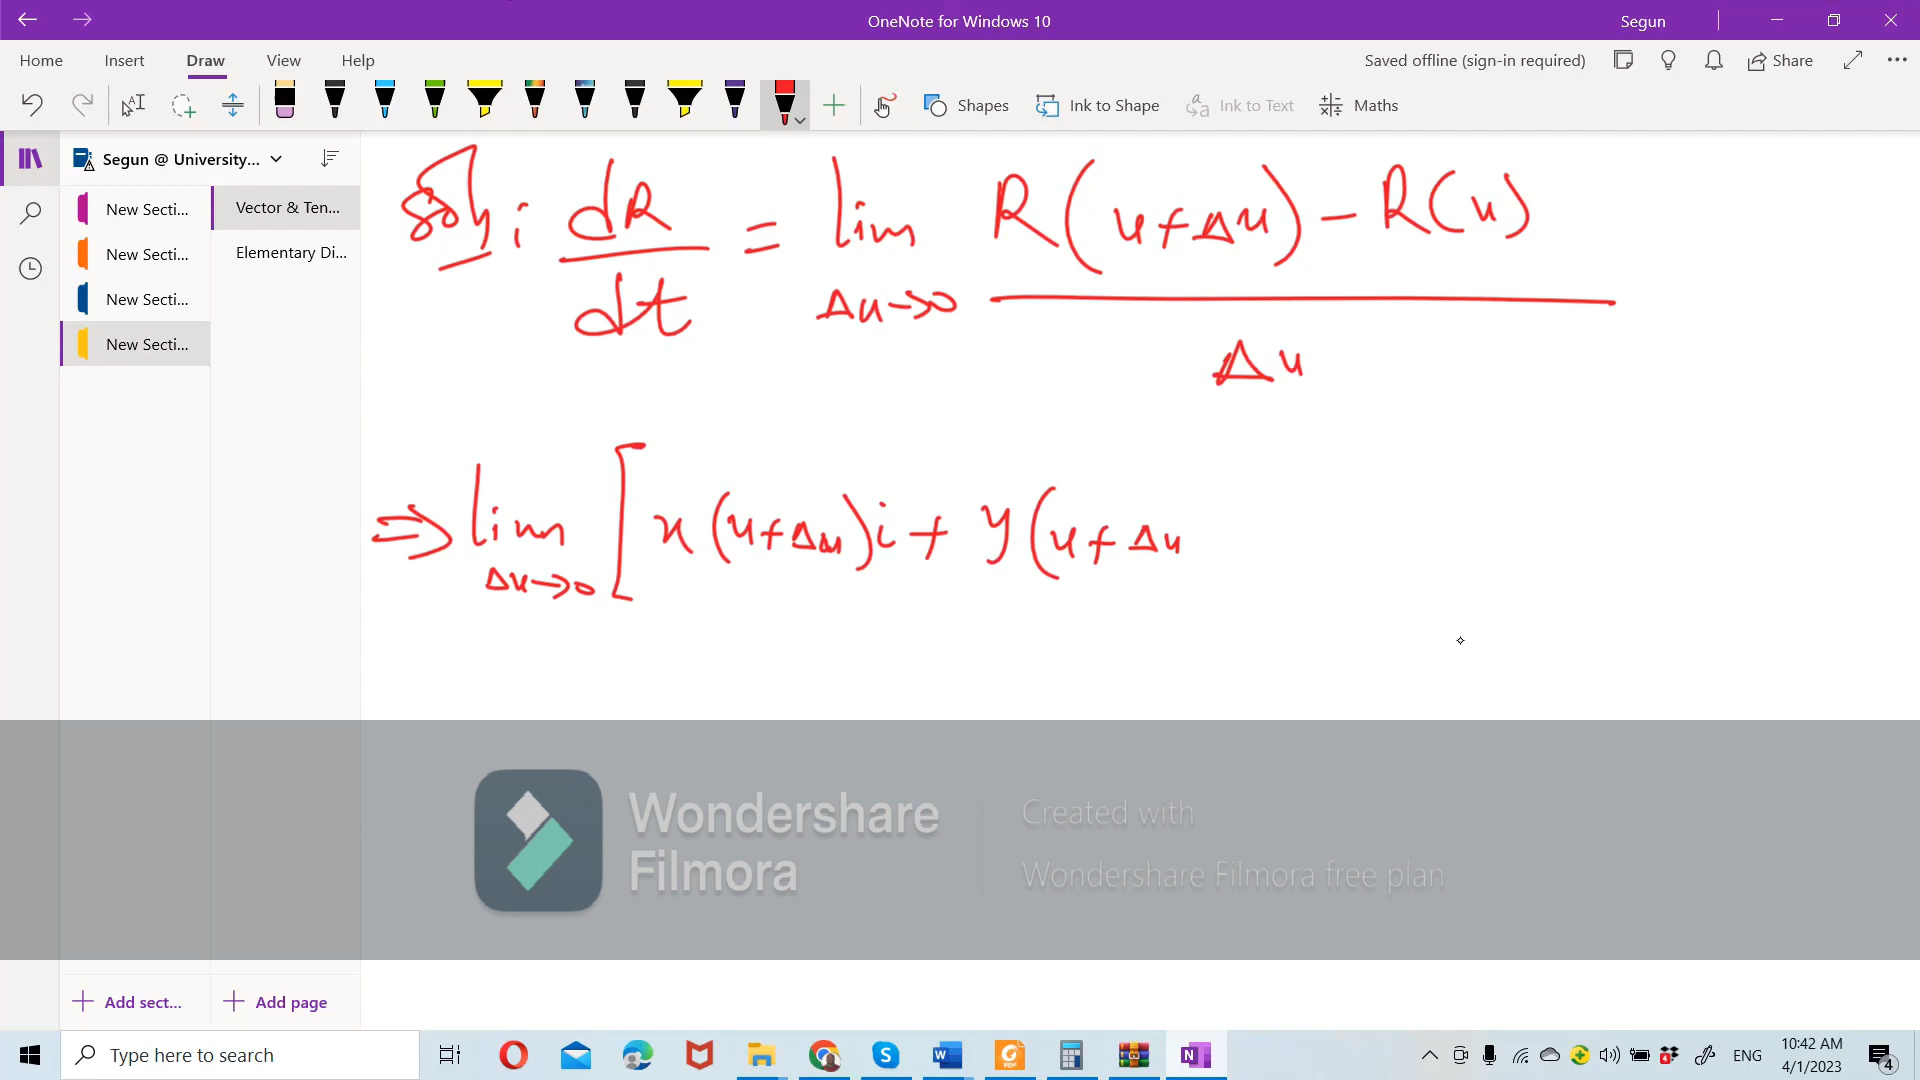 OneNote for Windows 10
Segun
Home Insert Draw View Help
Saved offline (sign-in required) Share
Shapes Ink to Shape Ink to Text Maths
Segun @ University...
New Secti...
New Secti...
New Secti...
New Secti...
Vector & Ten...
Elementary Di...
Soln: dR/dt = lim Δu→0 R(u+Δu) − R(u) / Δu
⇒ lim Δu→0 [ x(u+Δu)i + y(u+Δu
Wondershare Filmora
Created with
Wondershare Filmora free plan
Add sect... Add page
Type here to search
ENG
10:42 AM
4/1/2023
4